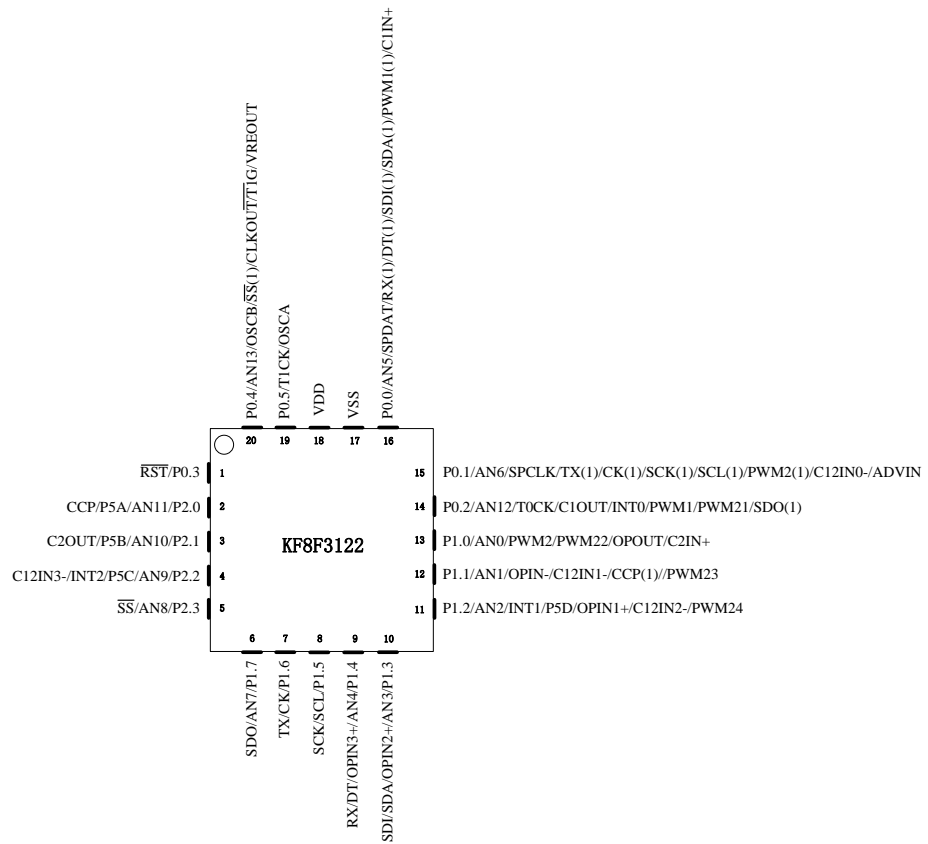 P0.4/AN13/OSCB/SS(1)/CLKOUT/T1G/VREOUT
P0.5/T1CK/OSCA
VDD
VSS
P0.0/AN5/SPDAT/RX(1)/DT(1)/SDI(1)/SDA(1)/PWM1(1)/C1IN+
20
19
18
17
16
RST/P0.3
1
CCP/P5A/AN11/P2.0
2
C2OUT/P5B/AN10/P2.1
3
C12IN3-/INT2/P5C/AN9/P2.2
4
SS/AN8/P2.3
5
KF8F3122
15
P0.1/AN6/SPCLK/TX(1)/CK(1)/SCK(1)/SCL(1)/PWM2(1)/C12IN0-/ADVIN
14
P0.2/AN12/T0CK/C1OUT/INT0/PWM1/PWM21/SDO(1)
13
P1.0/AN0/PWM2/PWM22/OPOUT/C2IN+
12
P1.1/AN1/OPIN-/C12IN1-/CCP(1)//PWM23
11
P1.2/AN2/INT1/P5D/OPIN1+/C12IN2-/PWM24
6
7
8
9
10
SDO/AN7/P1.7
TX/CK/P1.6
SCK/SCL/P1.5
RX/DT/OPIN3+/AN4/P1.4
SDI/SDA/OPIN2+/AN3/P1.3